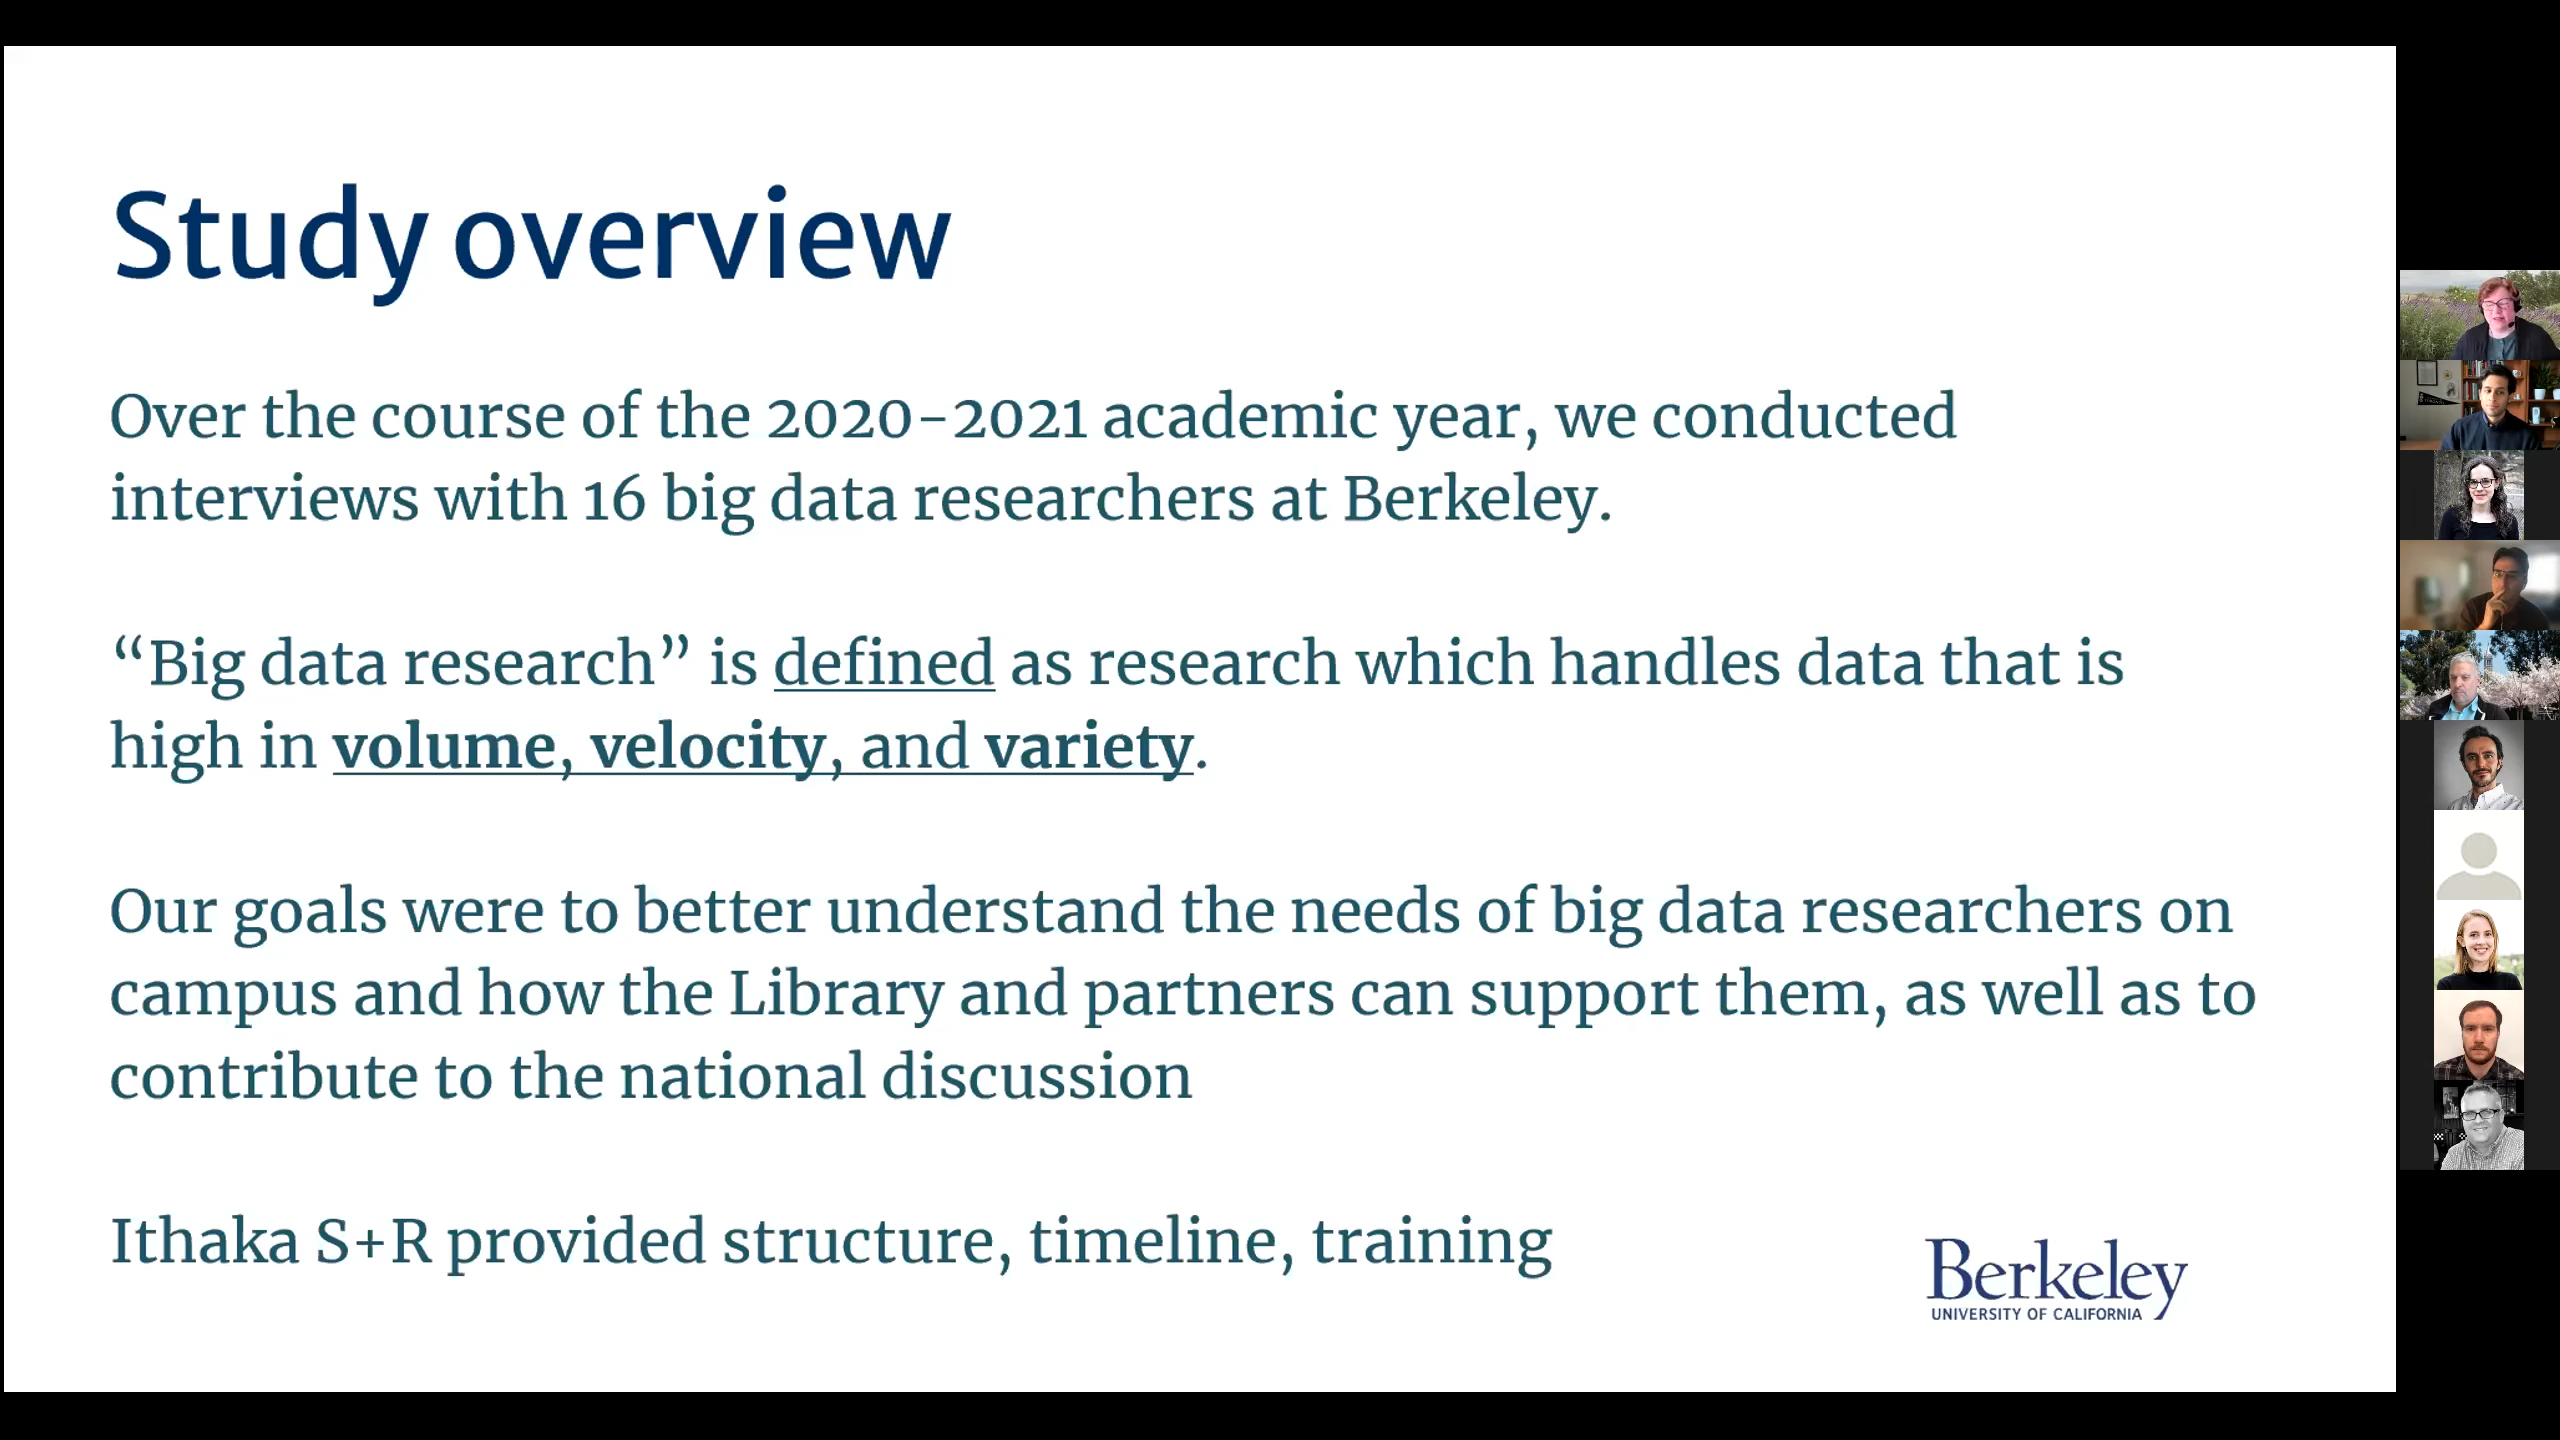 Study overview
Over the course of the 2020-2021 academic year, we conducted
interviews with 16 big data researchers at Berkeley.
“Big data research” is defined as research which handles data that is
high in volume, velocity, and variety.
Our goals were to better understand the needs of big data researchers on
campus and how the Library and partners can support them, as well as to
contribute to the national discussion
Ithaka S+R provided structure, timeline, training
Berkeley
UNIVERSITY OF CALIFORNIA